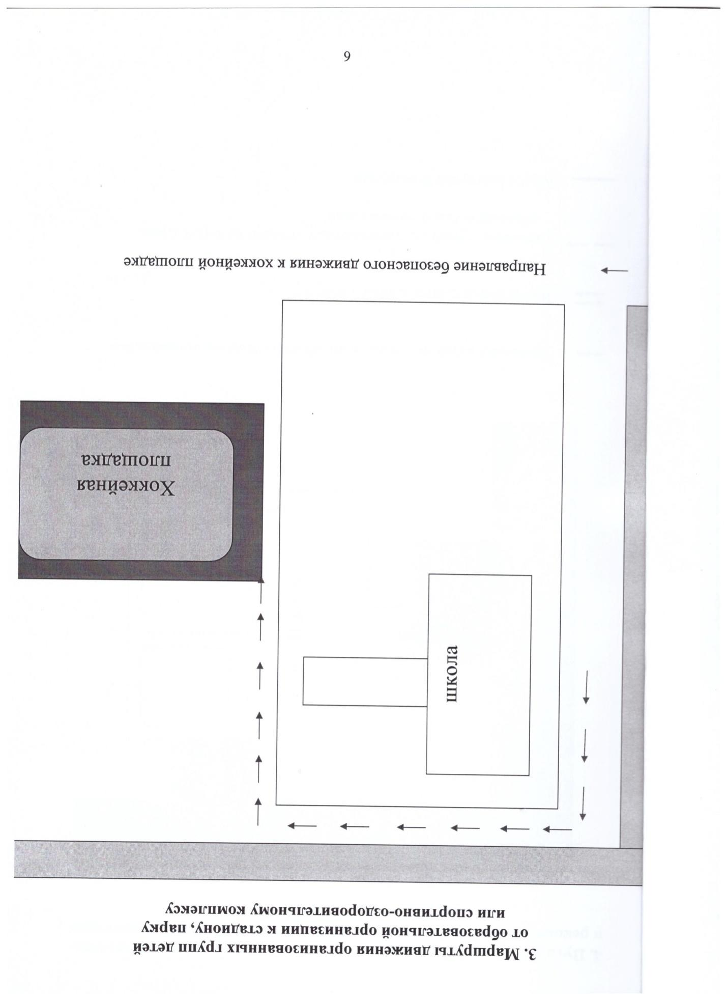 3. Маршруты движения организованных групп детей
от образовательной организации к стадиону, парку
или спортивно-оздоровительному комплексу
школа
Хоккейная
площадка
Направление безопасного движения к хоккейной площадке
6